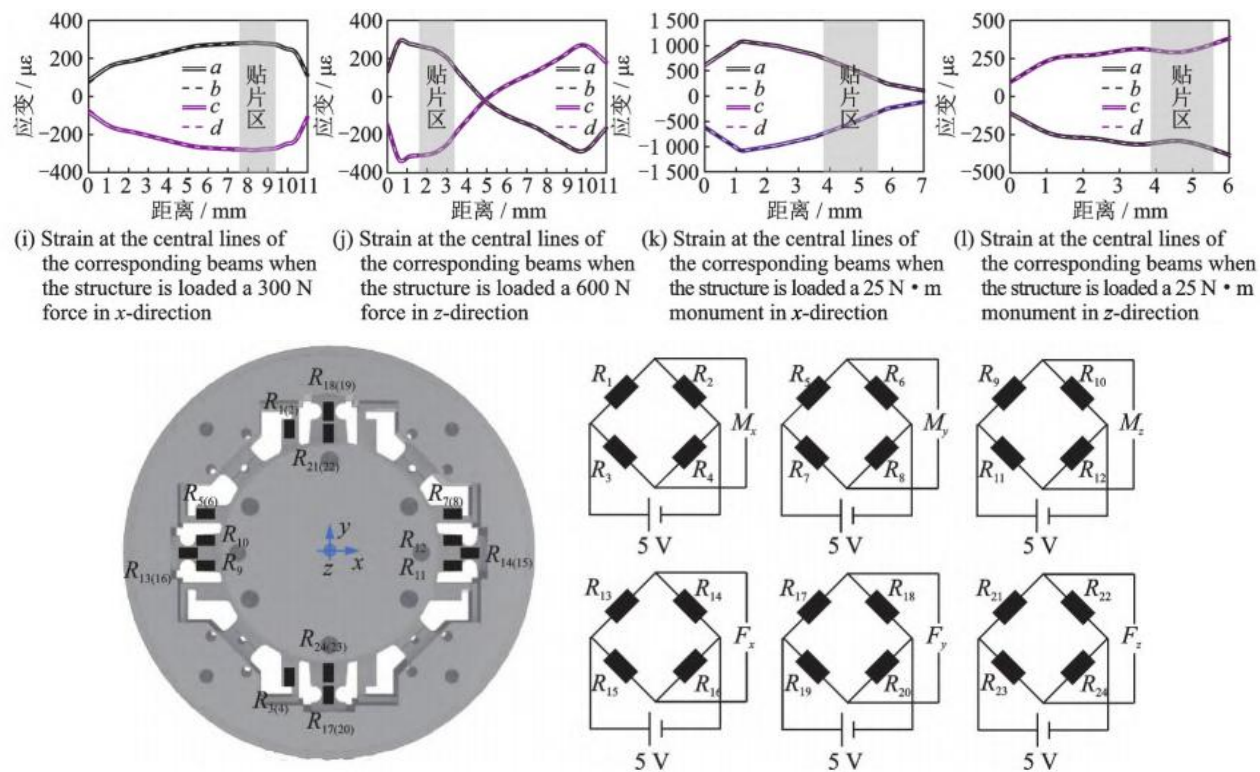 400
200
0
−200
−400
应变 / με
a
b
c
d
贴片区
0 1 2 3 4 5 6 7 8 9 10 11
距离 / mm
400
200
0
−200
−400
应变 / με
贴片区
a
b
c
d
0 1 2 3 4 5 6 7 8 9 10 11
距离 / mm
1 500
1 000
500
0
−500
−1 000
−1 500
应变 / με
a
b
c
d
贴片区
0 1 2 3 4 5 6 7
距离 / mm
500
250
0
−250
−500
应变 / με
a
b
c
d
贴片区
0 1 2 3 4 5 6
距离 / mm
(i) Strain at the central lines of
the corresponding beams when
the structure is loaded a 300 N
force in x-direction
(j) Strain at the central lines of
the corresponding beams when
the structure is loaded a 600 N
force in z-direction
(k) Strain at the central lines of
the corresponding beams when
the structure is loaded a 25 N • m
monument in x-direction
(l) Strain at the central lines of
the corresponding beams when
the structure is loaded a 25 N • m
monument in z-direction
R18(19)
R1(2)
R21(22)
R5(6)
R7(8)
R10
R12
y
x
z
R9
R11
R13(16)
R14(15)
R24(23)
R3(4)
R17(20)
R1
R2
R3
R4
Mx
5 V
R5
R6
R7
R8
My
5 V
R9
R10
R11
R12
Mz
5 V
R13
R14
R15
R16
Fx
5 V
R17
R18
R19
R20
Fy
5 V
R21
R22
R23
R24
Fz
5 V